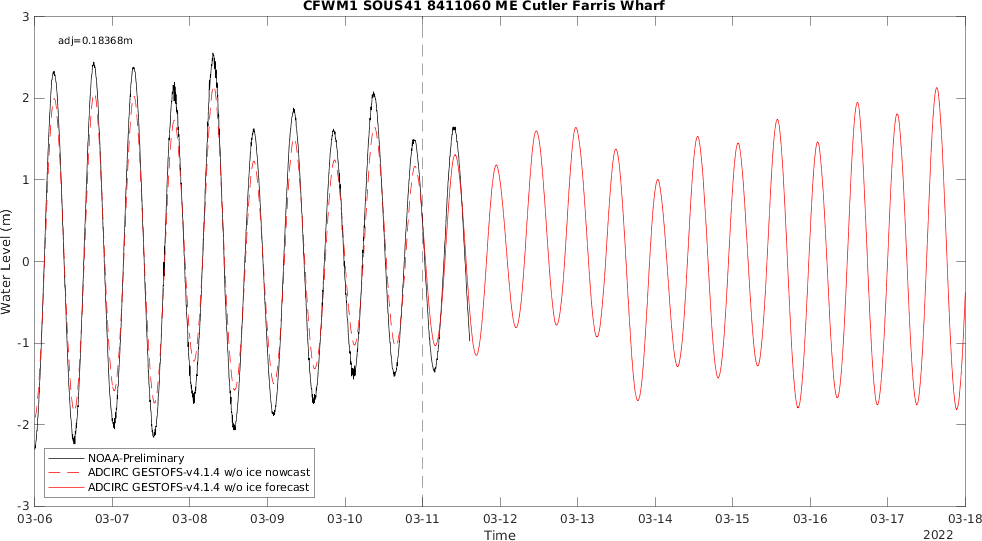 CFWM1 SOUS41 8411060 ME Cutler Farris Wharf
adj=0.18368m
3
2
1
0
-1
-2
-3
Water Level (m)
NOAA-Preliminary
ADCIRC GESTOFS-v4.1.4 w/o ice nowcast
ADCIRC GESTOFS-v4.1.4 w/o ice forecast
03-06 03-07 03-08 03-09 03-10 03-11 03-12 03-13 03-14 03-15 03-16 03-17 03-18
Time
2022